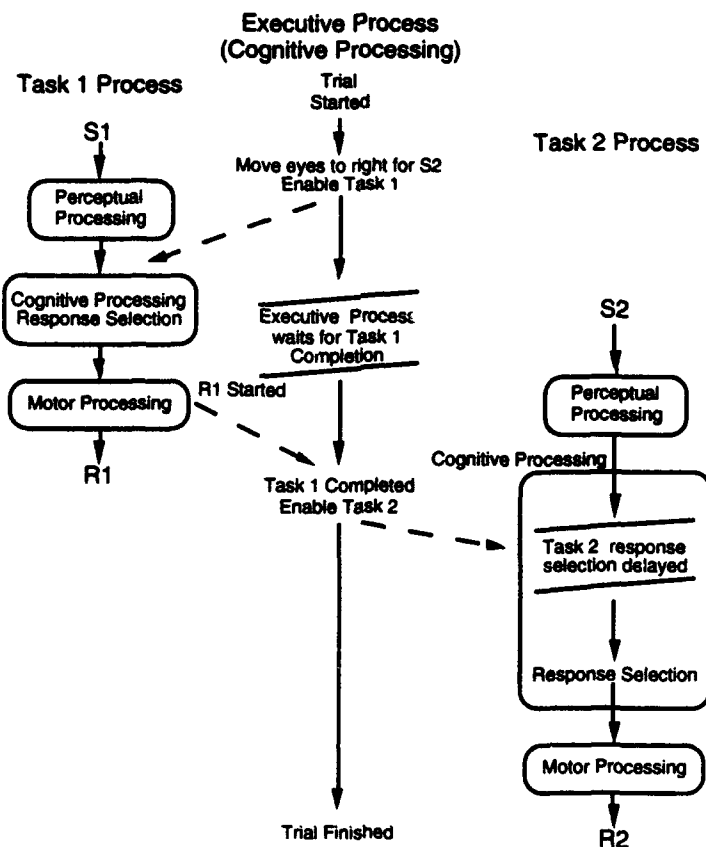 Executive Process
(Cognitive Processing)
Task 1 Process
Trial
Started
S1
Task 2 Process
Move eyes to right for S2
Enable Task 1
Perceptual
Processing
Cognitive Processing
Response Selection
Executive Process
waits for Task 1
Completion
S2
R1 Started
Motor Processing
Perceptual
Processing
R1
Cognitive Processing
Task 1 Completed
Enable Task 2
Task 2 response
selection delayed
Response Selection
Motor Processing
Trial Finished
R2